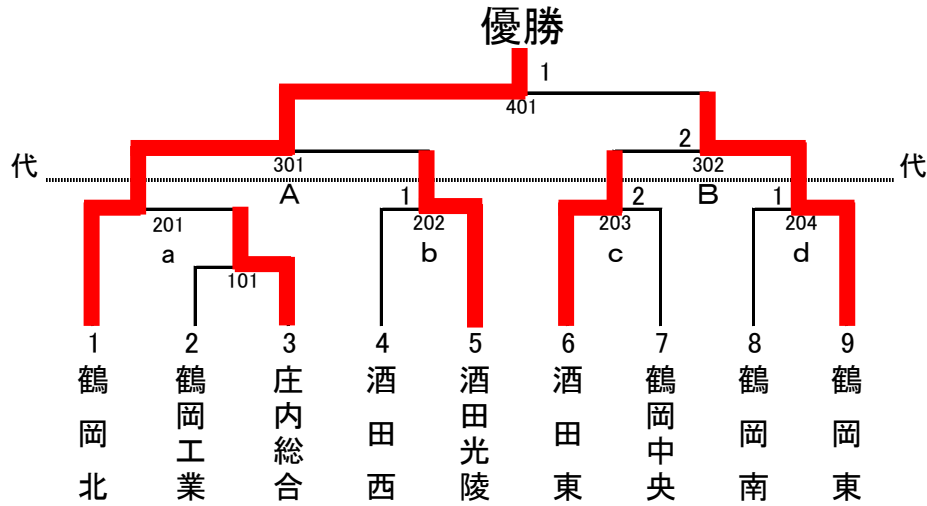 優勝
1
401
2
代
301
302
代
A
B
1
2
1
201
202
203
204
a
b
c
d
101
1
2
3
4
5
6
7
8
9
鶴岡北
鶴岡工業
庄内総合
酒田西
酒田光陵
酒田東
鶴岡中央
鶴岡南
鶴岡東